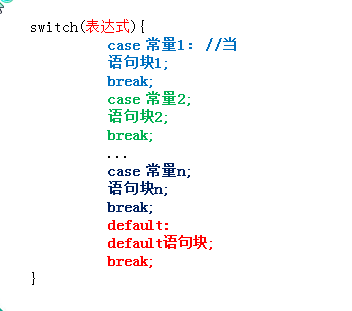 switch(表达式){
case 常量1: //当
语句块1;
break;
case 常量2;
语句块2;
break;
...
case 常量n;
语句块n;
break;
default:
default语句块;
break;
}